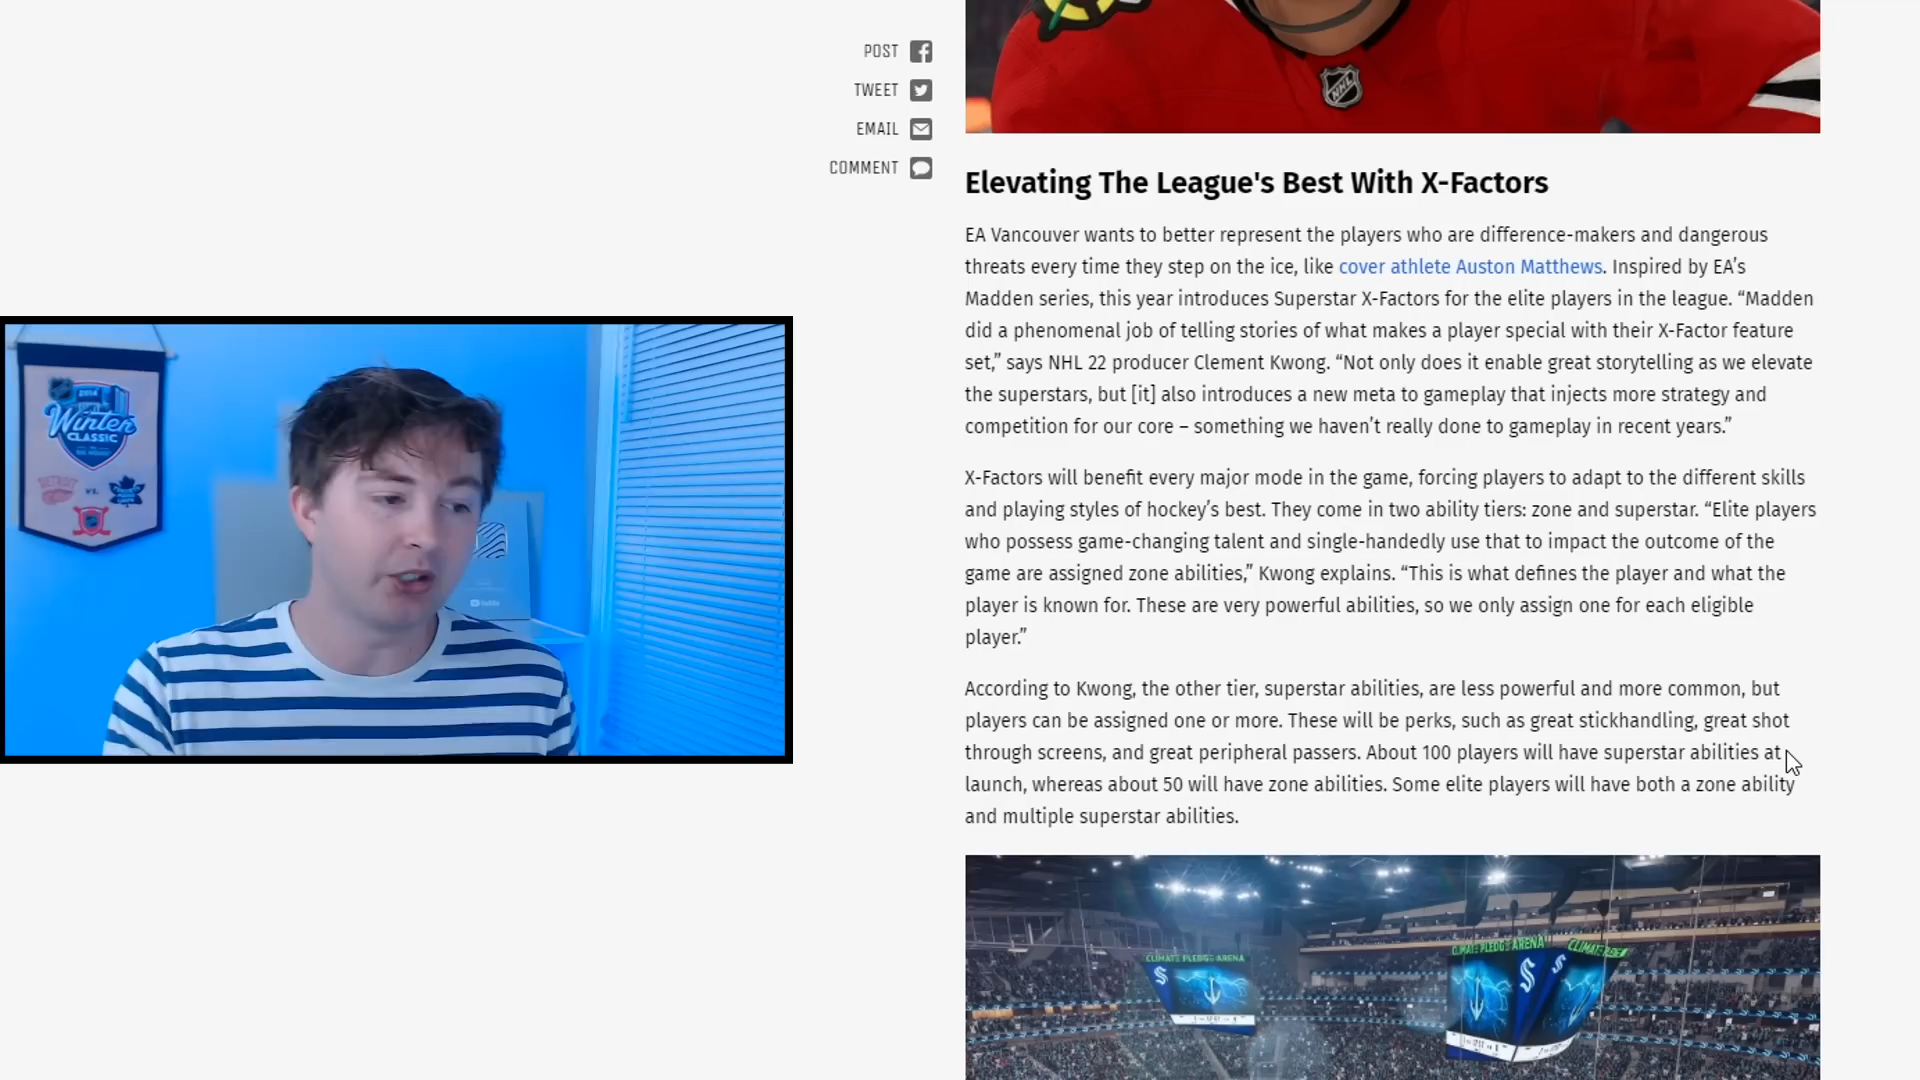 POST
TWEET
EMAIL
COMMENT
NHL
Elevating The League's Best With X-Factors
EA Vancouver wants to better represent the players who are difference-makers and dangerous
threats every time they step on the ice, like cover athlete Auston Matthews. Inspired by EA’s
Madden series, this year introduces Superstar X-Factors for the elite players in the league. “Madden
did a phenomenal job of telling stories of what makes a player special with their X-Factor feature
set,” says NHL 22 producer Clement Kwong. “Not only does it enable great storytelling as we elevate
the superstars, but [it] also introduces a new meta to gameplay that injects more strategy and
competition for our core – something we haven’t really done to gameplay in recent years.”
X-Factors will benefit every major mode in the game, forcing players to adapt to the different skills
and playing styles of hockey’s best. They come in two ability tiers: zone and superstar. “Elite players
who possess game-changing talent and single-handedly use that to impact the outcome of the
game are assigned zone abilities,” Kwong explains. “This is what defines the player and what the
player is known for. These are very powerful abilities, so we only assign one for each eligible
player.”
According to Kwong, the other tier, superstar abilities, are less powerful and more common, but
players can be assigned one or more. These will be perks, such as great stickhandling, great shot
through screens, and great peripheral passers. About 100 players will have superstar abilities at
launch, whereas about 50 will have zone abilities. Some elite players will have both a zone ability
and multiple superstar abilities.
2014
Winter
CLASSIC
DETROIT
VS.
YouTube
CLIMATE PLEDGE ARENA
CLIMATE PLEDGE ARENA